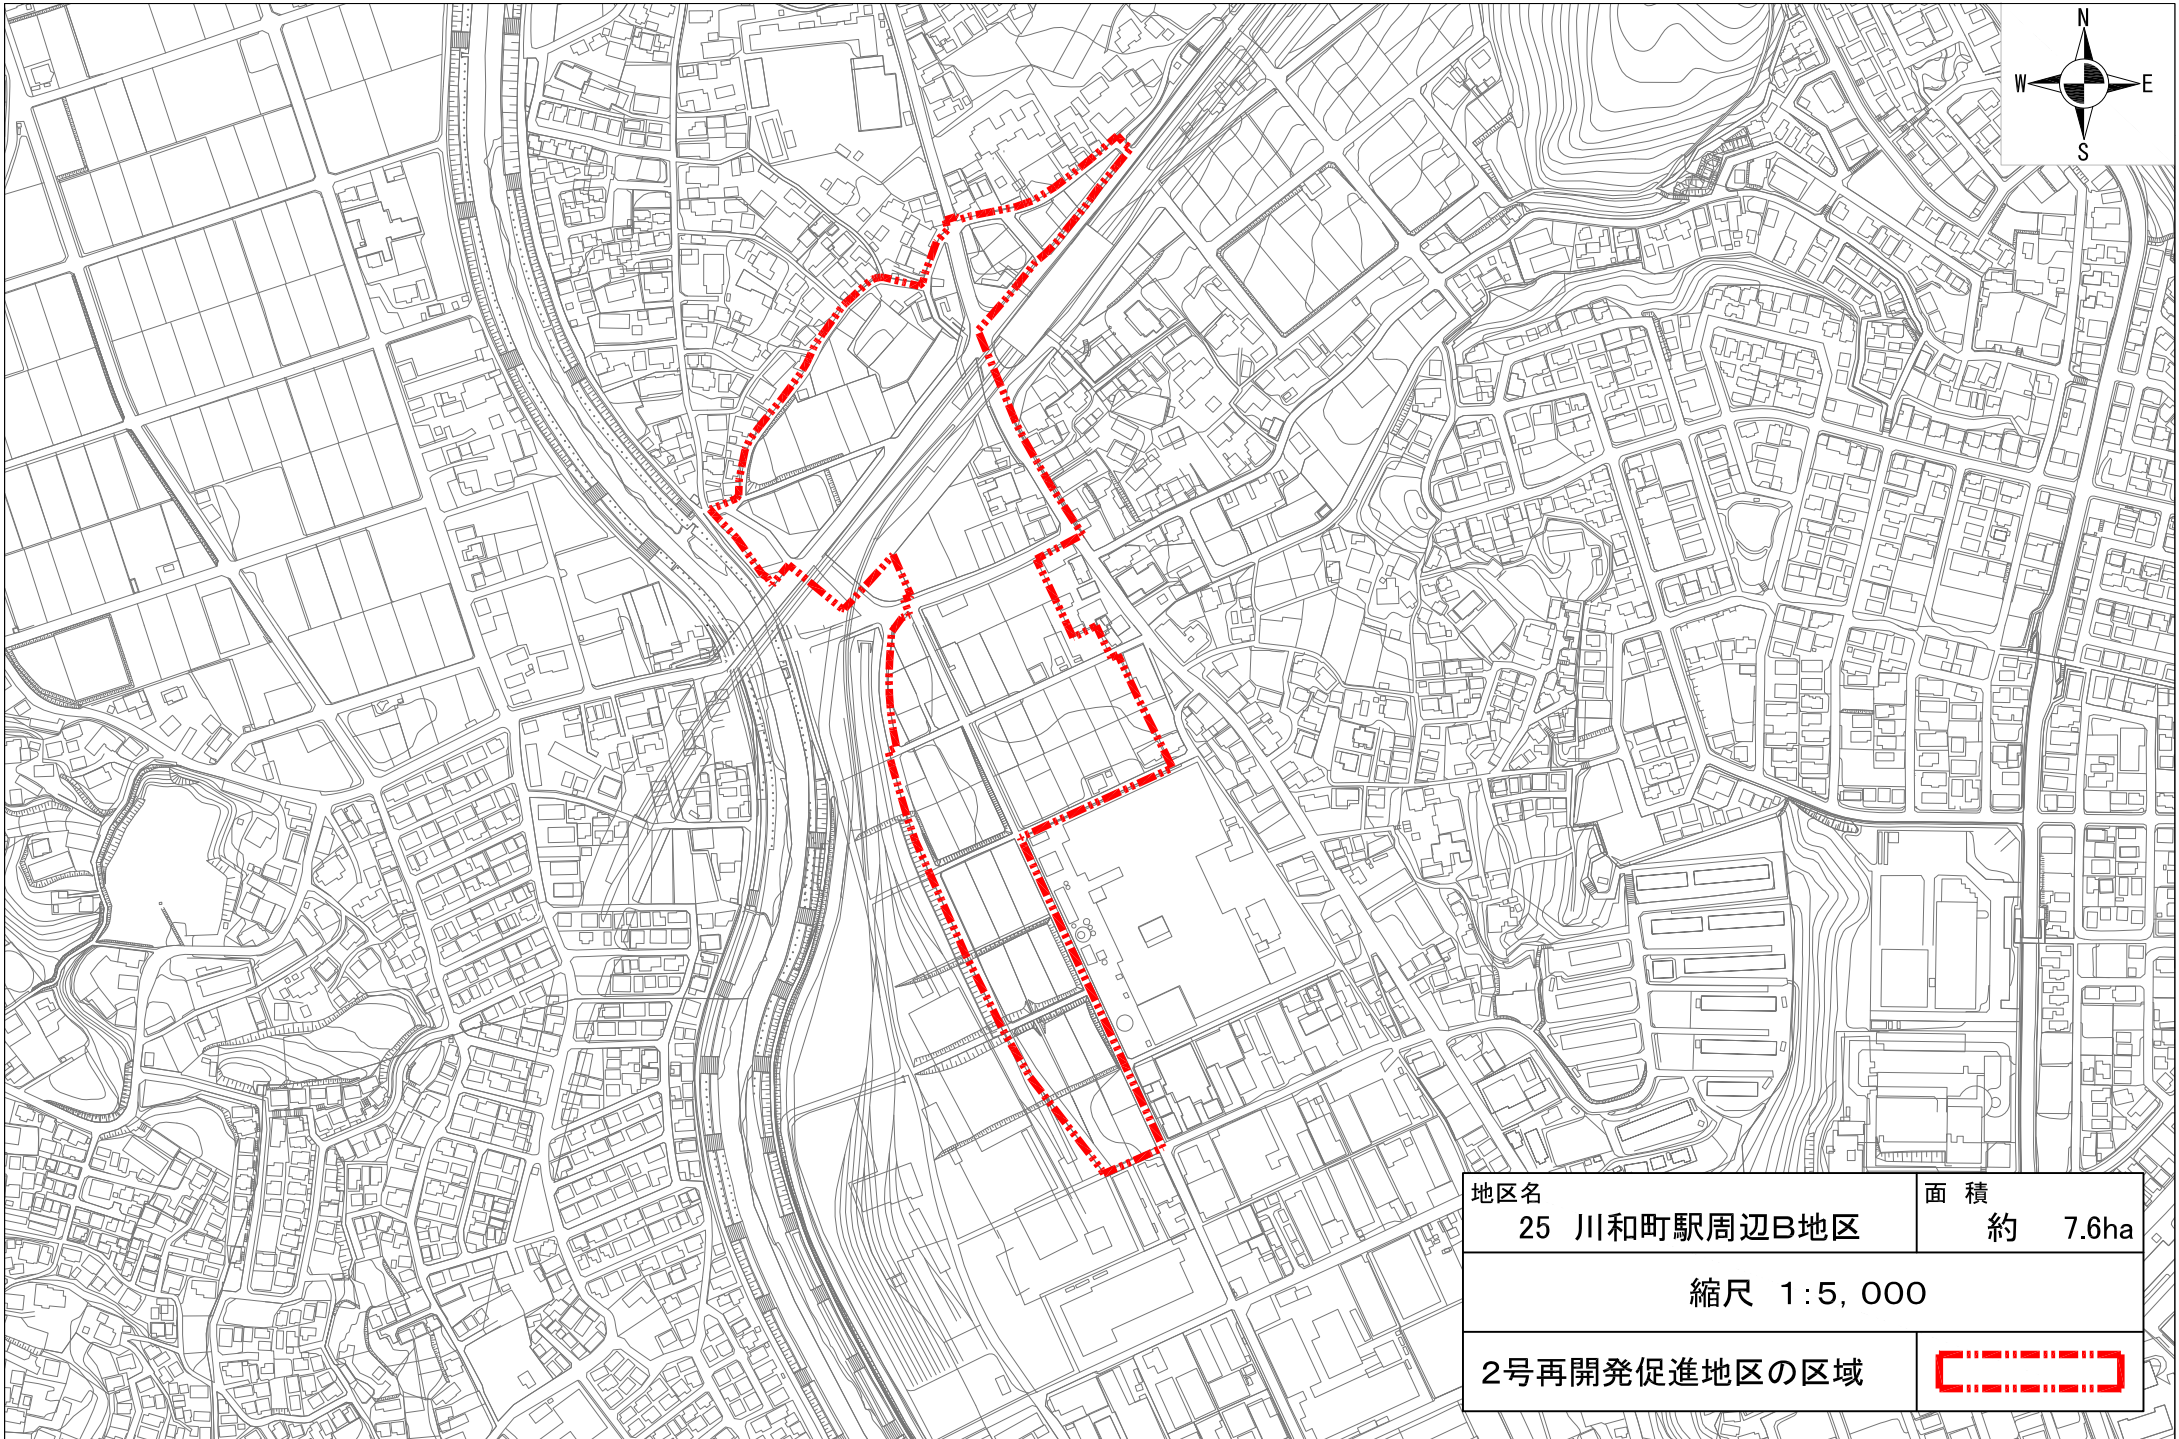 N
W E
S
地区名
25 川和町駅周辺B地区
面 積
約 7.6ha
縮尺 1:5,000
2号再開発促進地区の区域